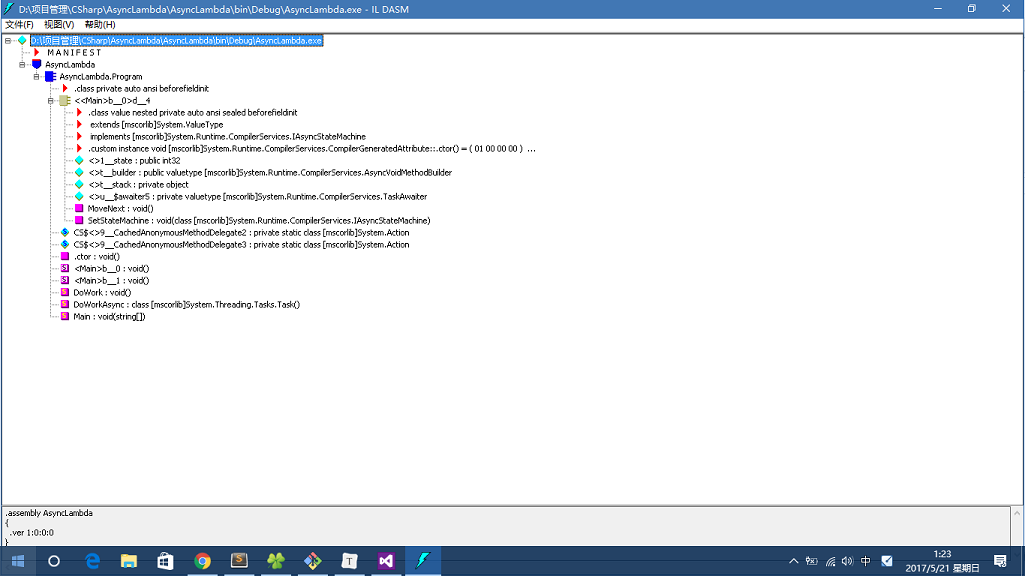 D:\项目管理\CSharp\AsyncLambda\AsyncLambda\bin\Debug\AsyncLambda.exe - IL DASM
文件(F) 视图(V) 帮助(H)
D:\项目管理\CSharp\AsyncLambda\AsyncLambda\bin\Debug\AsyncLambda.exe
MANIFEST
AsyncLambda
AsyncLambda.Program
.class private auto ansi beforefieldinit
<<Main>b__0>d__4
.class value nested private auto ansi sealed beforefieldinit
extends [mscorlib]System.ValueType
implements [mscorlib]System.Runtime.CompilerServices.IAsyncStateMachine
.custom instance void [mscorlib]System.Runtime.CompilerServices.CompilerGeneratedAttribute::.ctor() = ( 01 00 00 00 ) ...
<>1__state : public int32
<>t__builder : public valuetype [mscorlib]System.Runtime.CompilerServices.AsyncVoidMethodBuilder
<>t__stack : private object
<>u__$awaiter5 : private valuetype [mscorlib]System.Runtime.CompilerServices.TaskAwaiter
MoveNext : void()
SetStateMachine : void(class [mscorlib]System.Runtime.CompilerServices.IAsyncStateMachine)
CS$<>9__CachedAnonymousMethodDelegate2 : private static class [mscorlib]System.Action
CS$<>9__CachedAnonymousMethodDelegate3 : private static class [mscorlib]System.Action
.ctor : void()
<Main>b__0 : void()
<Main>b__1 : void()
DoWork : void()
DoWorkAsync : class [mscorlib]System.Threading.Tasks.Task()
Main : void(string[])
.assembly AsyncLambda
{
.ver 1:0:0:0
}
中
1:23
2017/5/21 星期日